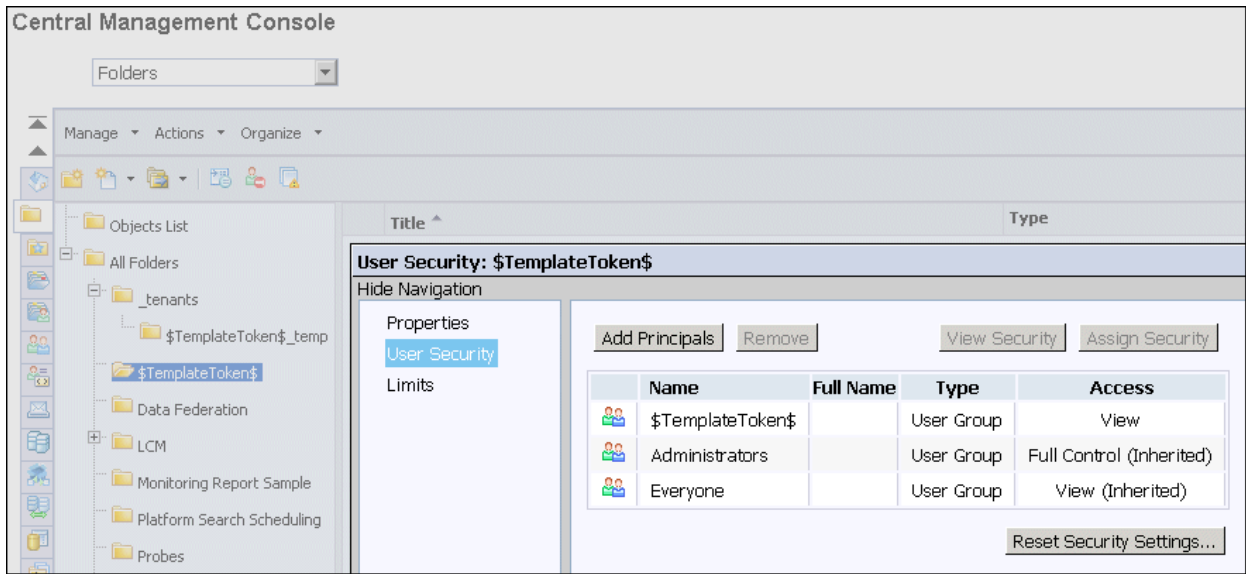 Central Management Console
Folders
Manage Actions Organize
Objects List
All Folders
_tenants
$TemplateToken$_temp
$TemplateToken$
Data Federation
LCM
Monitoring Report Sample
Platform Search Scheduling
Probes
Title Type
User Security: $TemplateToken$
Hide Navigation
Properties
User Security
Limits
Add Principals Remove View Security Assign Security
Name Full Name Type Access
$TemplateToken$ User Group View
Administrators User Group Full Control (Inherited)
Everyone User Group View (Inherited)
Reset Security Settings...